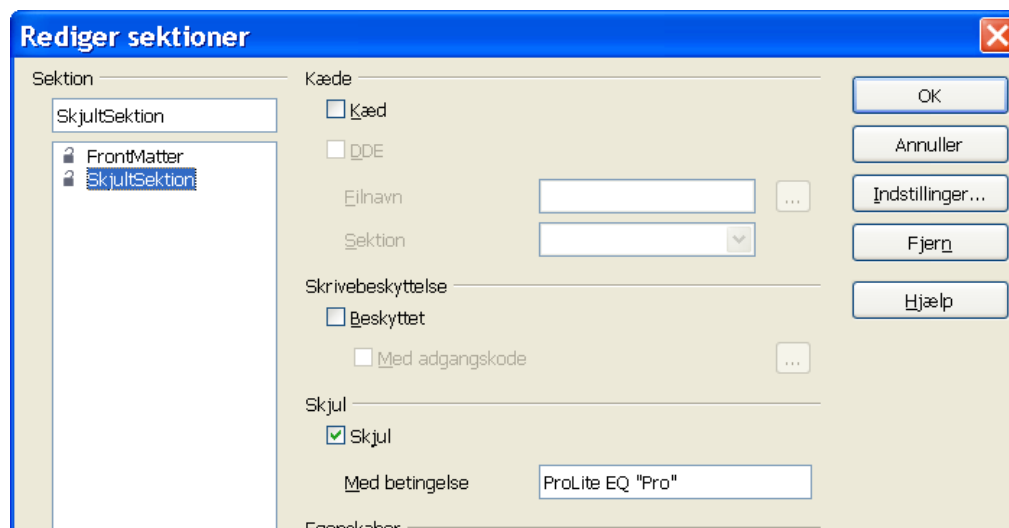 Rediger sektioner
Sektion
SkjultSektion
FrontMatter
SkjultSektion
Kæde
Kæd
DDE
Filnavn
...
Sektion
Skrivebeskyttelse
Beskyttet
Med adgangskode
...
Skjul
Skjul
Med betingelse
ProLite EQ "Pro"
Egenskaber
OK
Annuller
Indstillinger...
Fjern
Hjælp